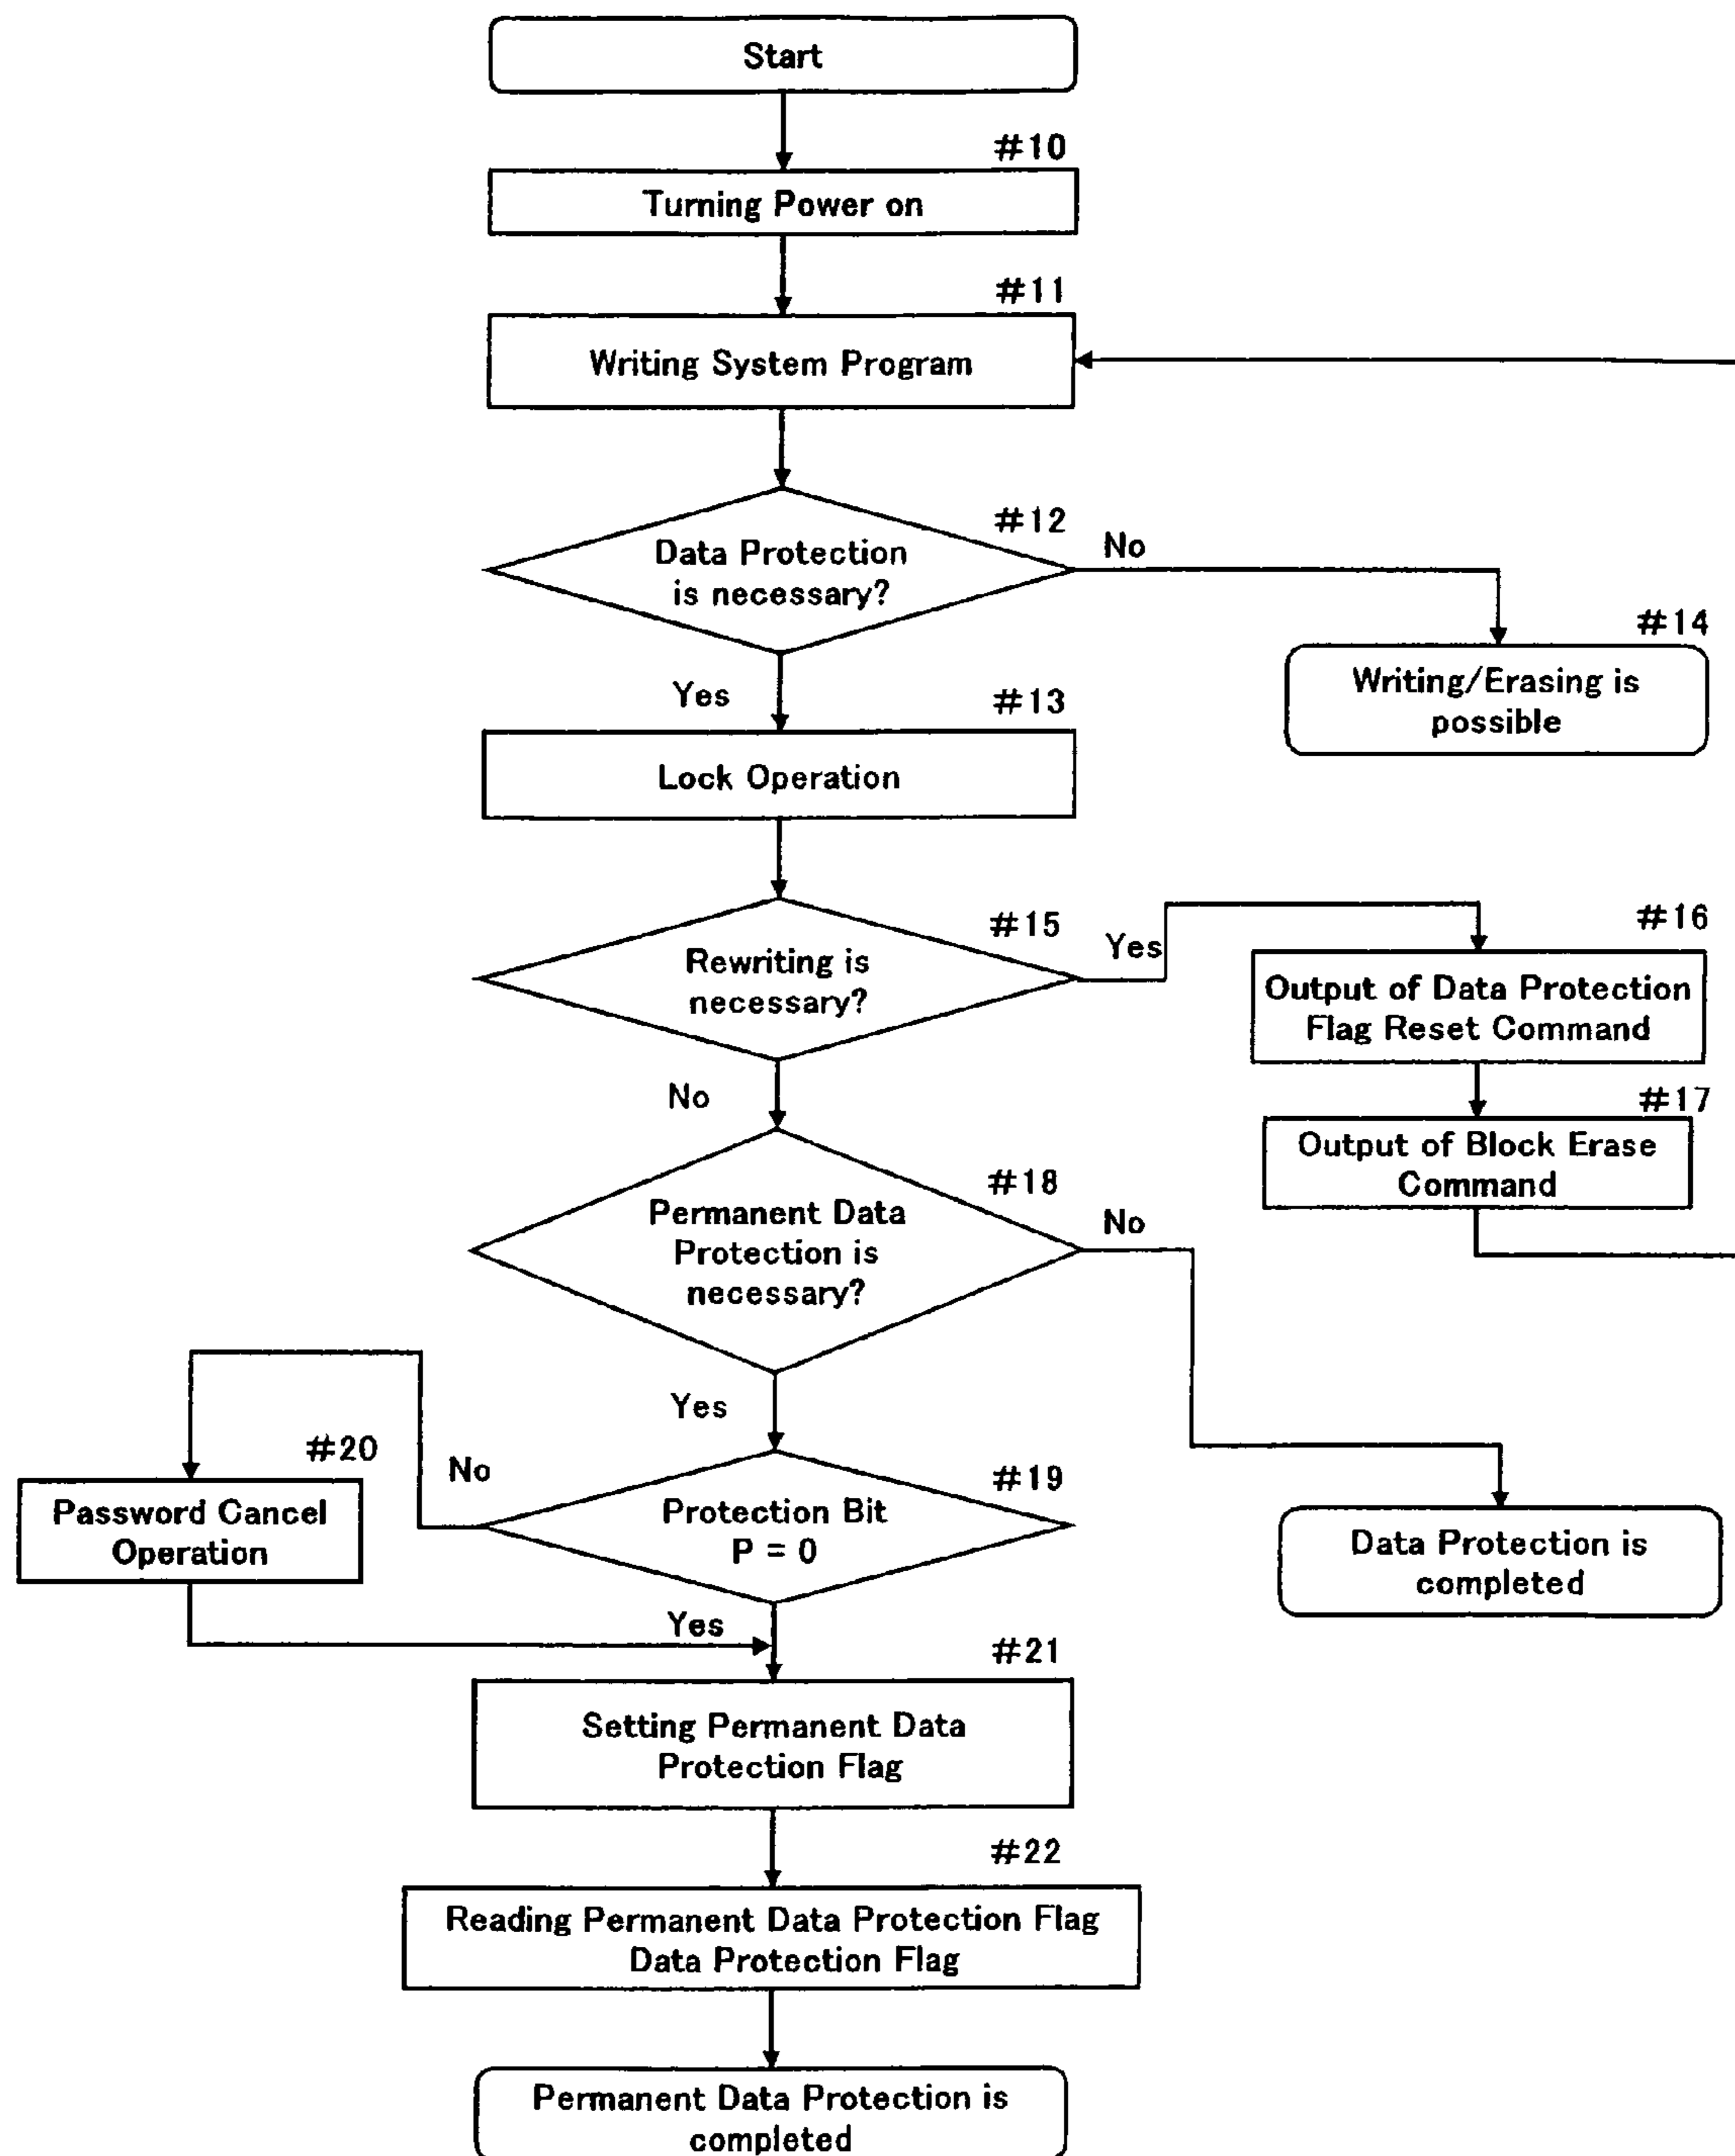 Start
#10
Turning Power on
#11
Writing System Program
#12
Data Protection
is necessary?
No
#14
Writing/Erasing is
possible
Yes
#13
Lock Operation
#15
Rewriting is
necessary?
Yes
#16
Output of Data Protection
Flag Reset Command
No
#17
Output of Block Erase
Command
#18
Permanent Data
Protection is
necessary?
No
Yes
#20
No
#19
Password Cancel
Operation
Protection Bit
P = 0
Data Protection is
completed
Yes
#21
Setting Permanent Data
Protection Flag
#22
Reading Permanent Data Protection Flag
Data Protection Flag
Permanent Data Protection is
completed